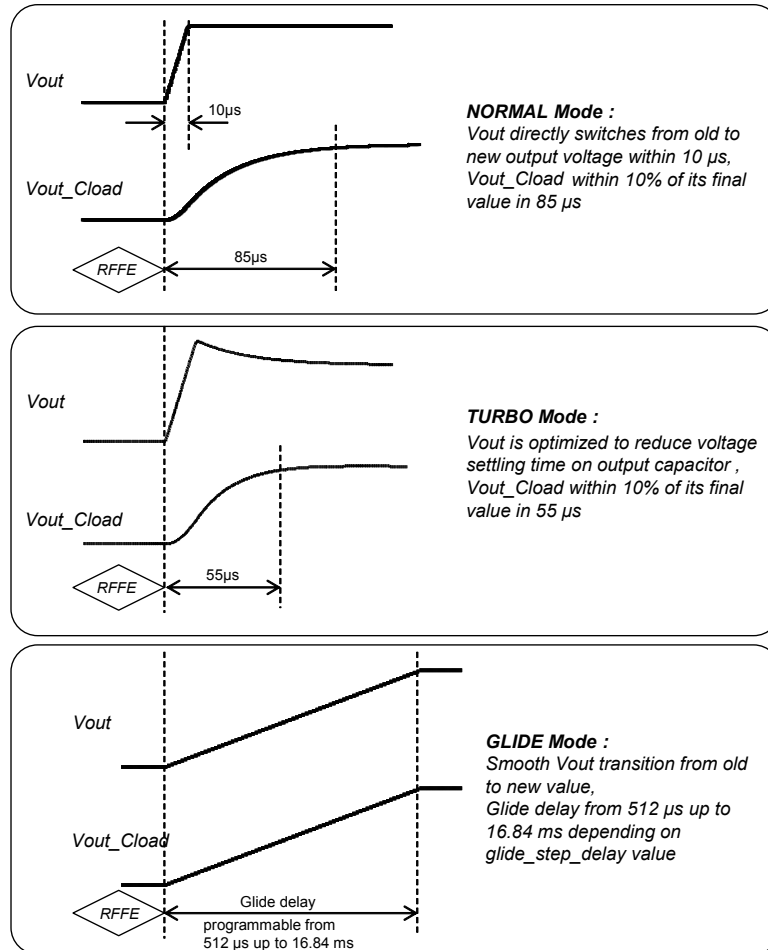 Vout
10µs
Vout_Cload
RFFE
85µs
NORMAL Mode :
Vout directly switches from old to
new output voltage within 10 µs,
Vout_Cload within 10% of its final
value in 85 µs
Vout
Vout_Cload
RFFE
55µs
TURBO Mode :
Vout is optimized to reduce voltage
settling time on output capacitor ,
Vout_Cload within 10% of its final
value in 55 µs
Vout
Vout_Cload
RFFE
Glide delay
programmable from
512 µs up to 16.84 ms
GLIDE Mode :
Smooth Vout transition from old
to new value,
Glide delay from 512 µs up to
16.84 ms depending on
glide_step_delay value